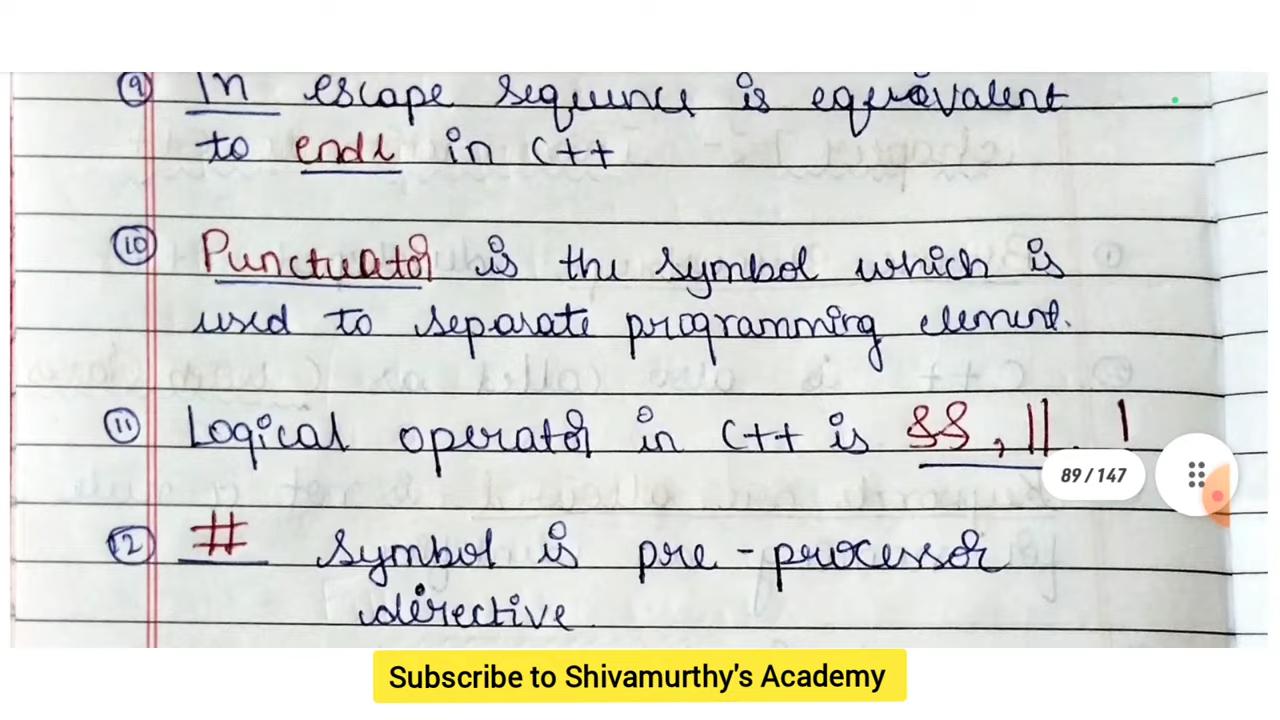 ⑨ \n escape sequence is equivalent
to endl in C++
⑩ Punctuator is the symbol which is
used to separate programming element.
⑪ Logical operator in C++ is &&, ||, !
89 / 147
⑫ # symbol is pre-processor
directive
Subscribe to Shivamurthy's Academy